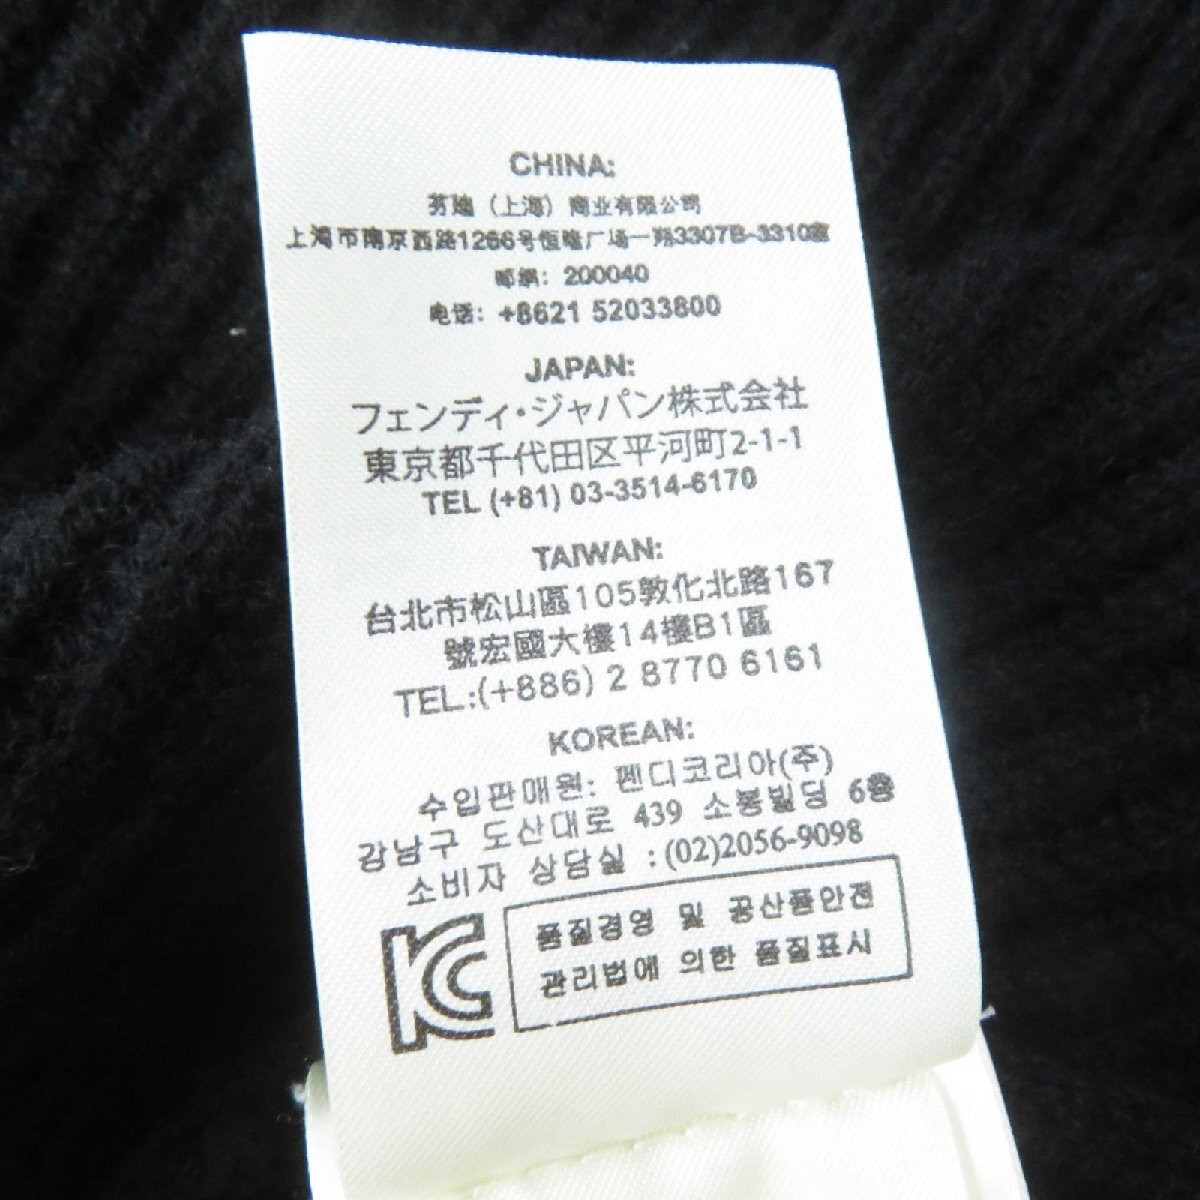 CHINA:
芬迪（上海）商业有限公司
上海市南京西路1266号恒隆广场一期3307B-3310室
邮编：200040
电话：+8621 52033800
JAPAN:
フェンディ・ジャパン株式会社
東京都千代田区平河町2-1-1
TEL (+81) 03-3514-6170
TAIWAN:
台北市松山區105敦化北路167
號宏國大樓14樓B1區
TEL:(+886) 2 8770 6161
KOREAN:
수입판매원: 펜디코리아(주)
강남구 도산대로 439 소봉빌딩 6층
소비자 상담실 : (02)2056-9098
KC
품질경영 및 공산품안전
관리법에 의한 품질표시